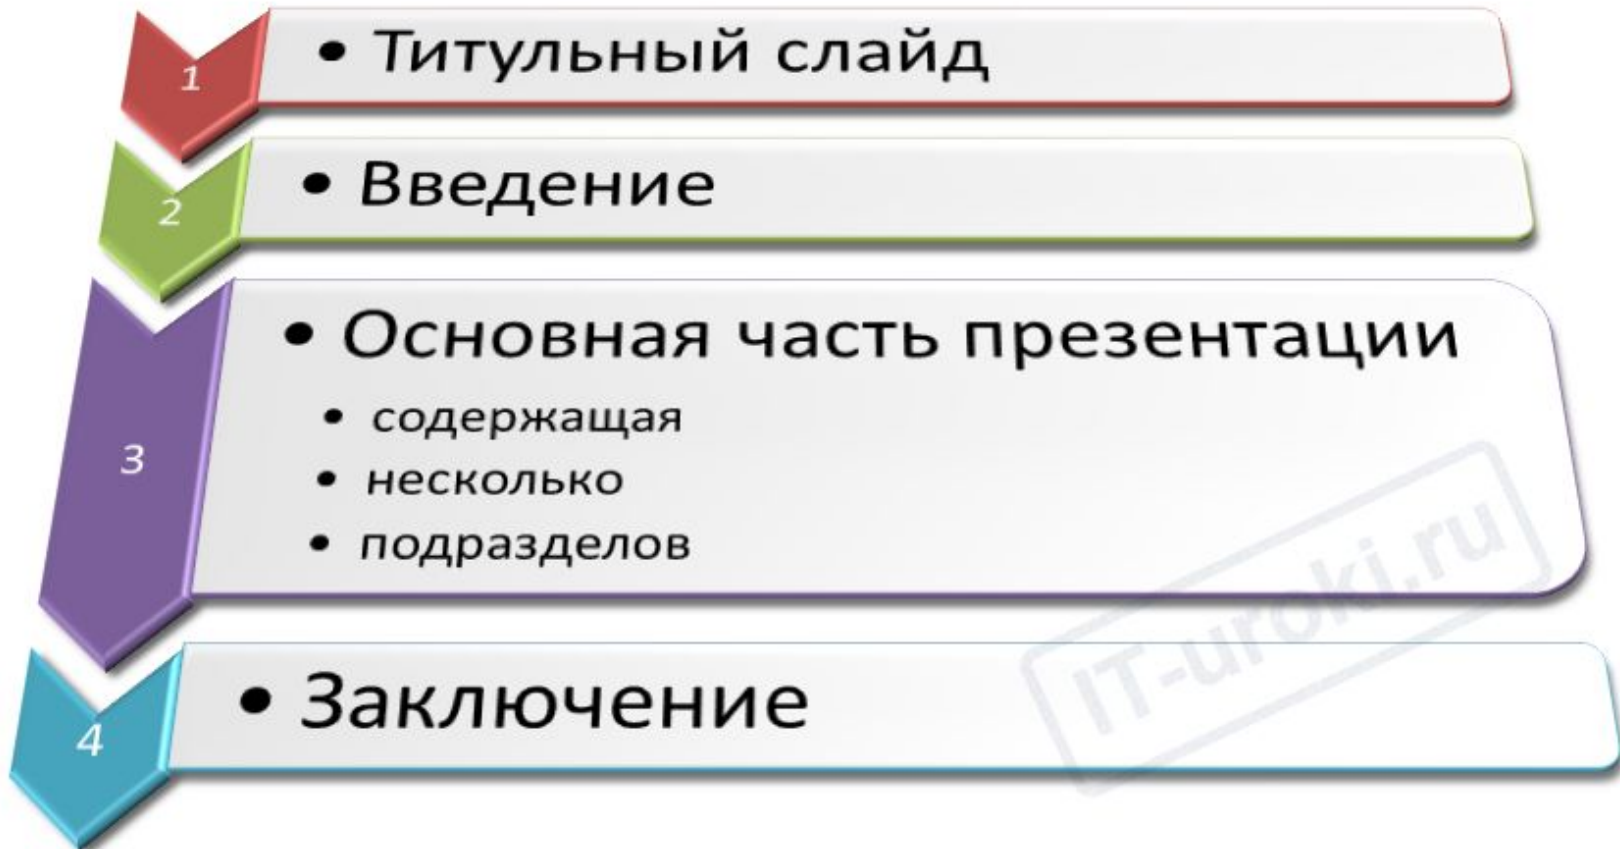 1
• Титульный слайд
2
• Введение
3
• Основная часть презентации
• содержащая
• несколько
• подразделов
4
• Заключение
IT-uroki.ru